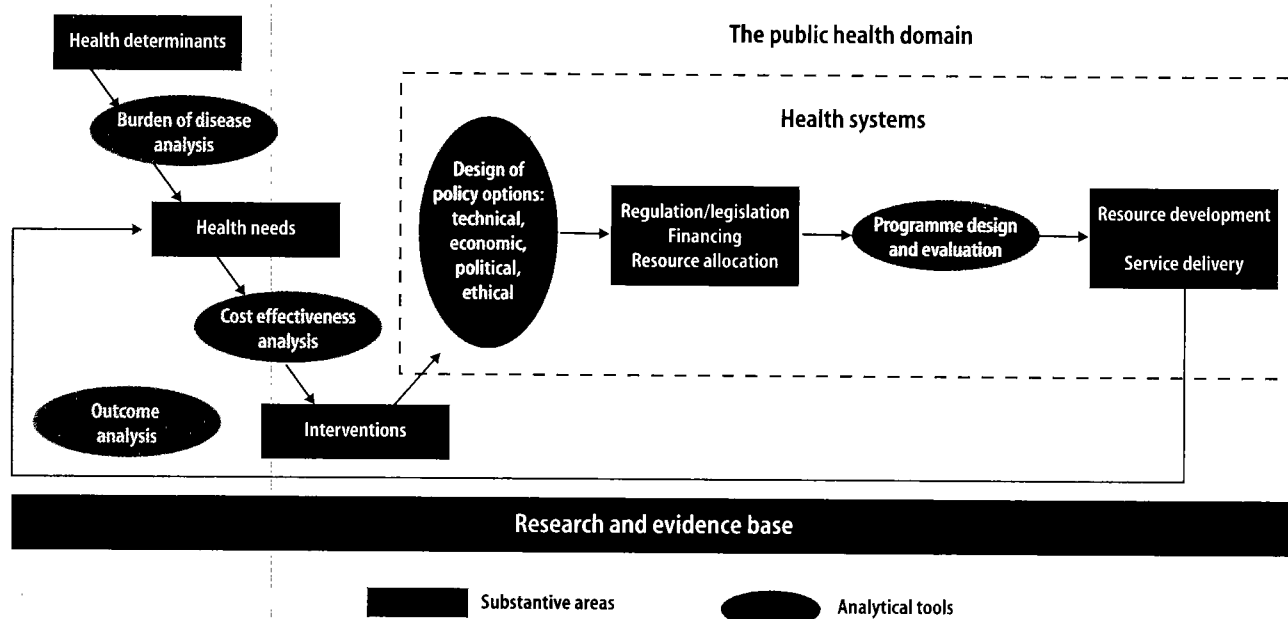 Health determinants
The public health domain
Burden of disease
analysis
Health systems
Design of
policy options:
technical,
economic,
political,
ethical
Health needs
Regulation/legislation
Financing
Resource allocation
Programme design
and evaluation
Resource development
Service delivery
Cost effectiveness
analysis
Outcome
analysis
Interventions
Research and evidence base
Substantive areas
Analytical tools